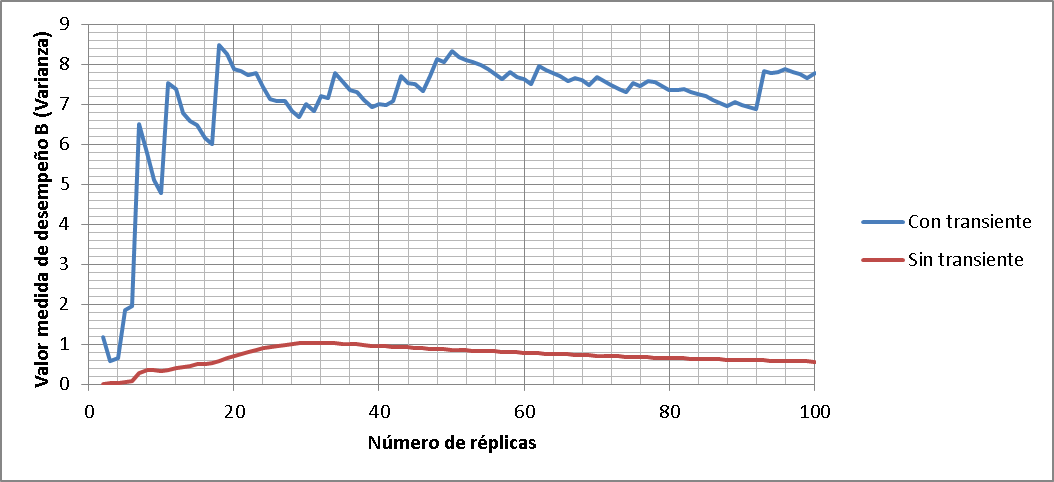 Valor medida de desempeño B (Varianza)
9
8
7
6
5
4
3
2
1
0
0 20 40 60 80 100
Número de réplicas
Con transiente
Sin transiente